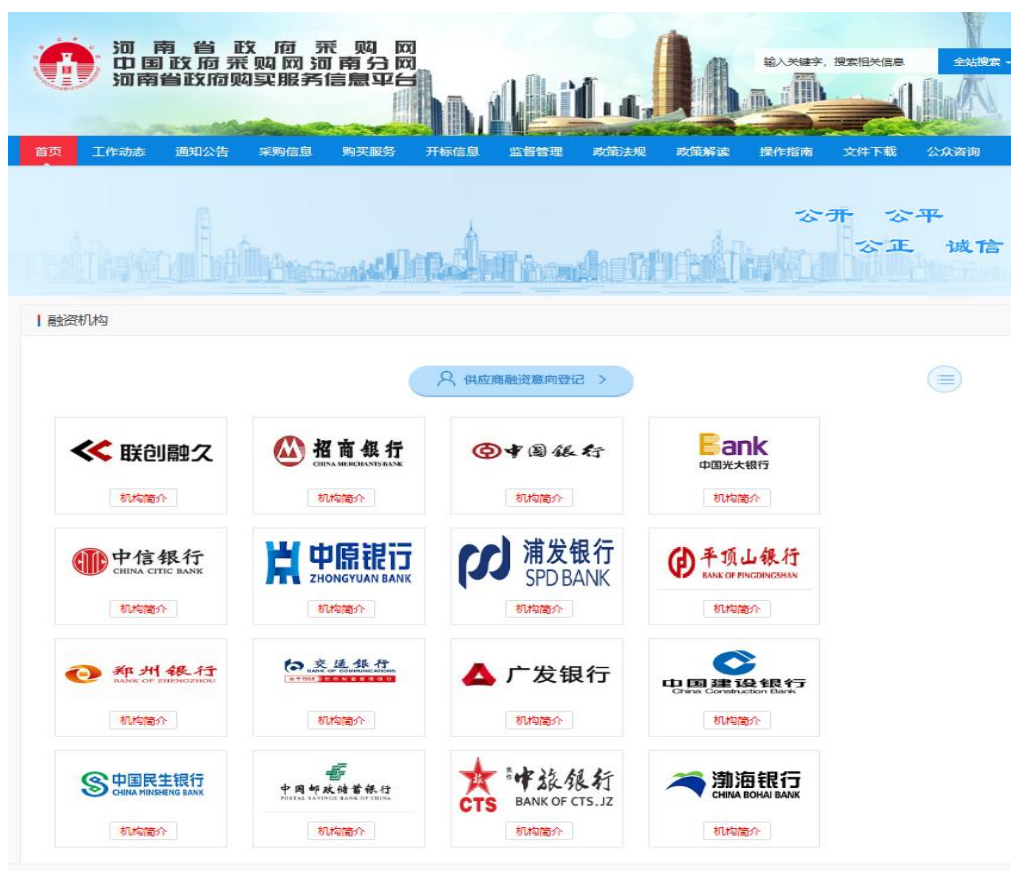 河南省政府采购网
中国政府采购网河南分网
河南省政府购买服务信息平台
输入关键字，搜索相关信息 全站搜索
首页 工作动态 通知公告 采购信息 购买服务 开标信息 监督管理 政策法规 政策解读 操作指南 文件下载 公众咨询
公开 公平
公正 诚信
融资机构
供应商融资意向登记 >
联创融久 招商银行 中国银行 Bank
CHINA MERCHANTS BANK 中国光大银行
机构简介 机构简介 机构简介 机构简介
中信银行 中原银行 浦发银行 平顶山银行
CHINA CITIC BANK ZHONGYUAN BANK SPD BANK BANK OF PINGDINGSHAN
机构简介 机构简介 机构简介 机构简介
郑州银行 交通银行 广发银行 中国建设银行
BANK OF ZHENGZHOU BANK OF COMMUNICATIONS China Construction Bank
机构简介 机构简介 机构简介 机构简介
中国民生银行 中国邮政储蓄银行 旅 焦作 中旅银行 渤海银行
CHINA MINSHENG BANK POSTAL SAVINGS BANK OF CHINA CTS BANK OF CTS.JZ CHINA BOHAI BANK
机构简介 机构简介 机构简介 机构简介